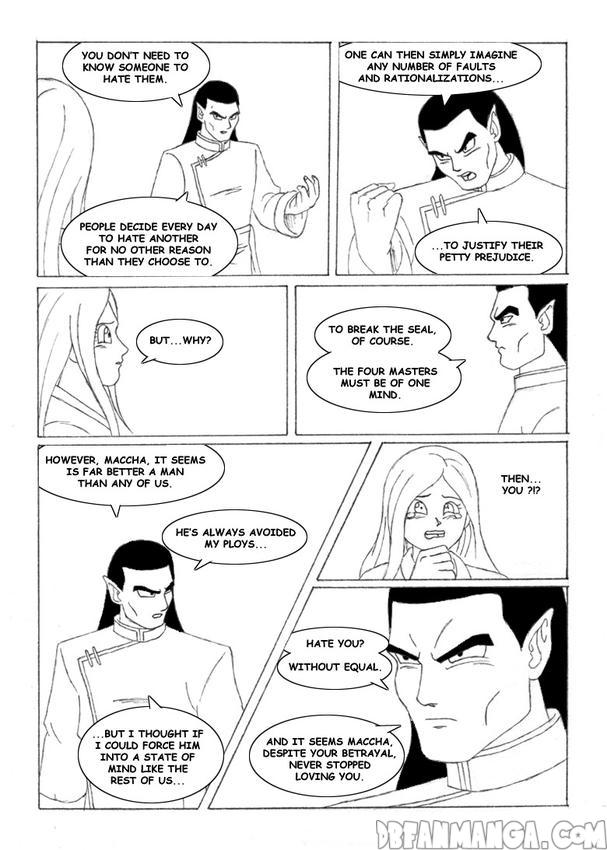 YOU DON'T NEED TO
KNOW SOMEONE TO
HATE THEM.
PEOPLE DECIDE EVERY DAY
TO HATE ANOTHER
FOR NO OTHER REASON
THAN THEY CHOOSE TO.
ONE CAN THEN SIMPLY IMAGINE
ANY NUMBER OF FAULTS
AND RATIONALIZATIONS...
...TO JUSTIFY THEIR
PETTY PREJUDICE.
BUT...WHY?
TO BREAK THE SEAL,
OF COURSE.
THE FOUR MASTERS
MUST BE OF ONE
MIND.
HOWEVER, MACCHA, IT SEEMS
IS FAR BETTER A MAN
THAN ANY OF US.
HE'S ALWAYS AVOIDED
MY PLOYS...
...BUT I THOUGHT IF
I COULD FORCE HIM
INTO A STATE OF
MIND LIKE THE
REST OF US...
THEN...
YOU ?!?
HATE YOU?
WITHOUT EQUAL.
AND IT SEEMS MACCHA,
DESPITE YOUR BETRAYAL,
NEVER STOPPED
LOVING YOU.
DBFANMANGA.COM